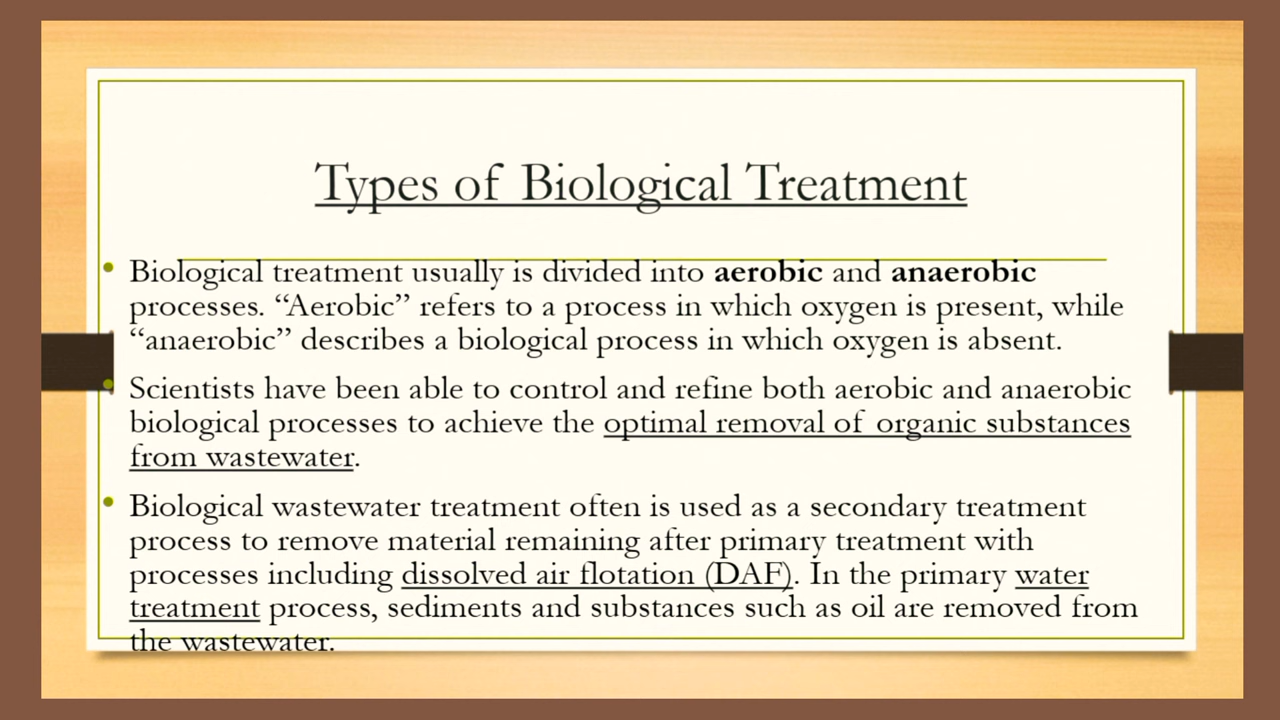 Types of Biological Treatment
• Biological treatment usually is divided into aerobic and anaerobic
processes. “Aerobic” refers to a process in which oxygen is present, while
“anaerobic” describes a biological process in which oxygen is absent.
• Scientists have been able to control and refine both aerobic and anaerobic
biological processes to achieve the optimal removal of organic substances
from wastewater.
• Biological wastewater treatment often is used as a secondary treatment
process to remove material remaining after primary treatment with
processes including dissolved air flotation (DAF). In the primary water
treatment process, sediments and substances such as oil are removed from
the wastewater.